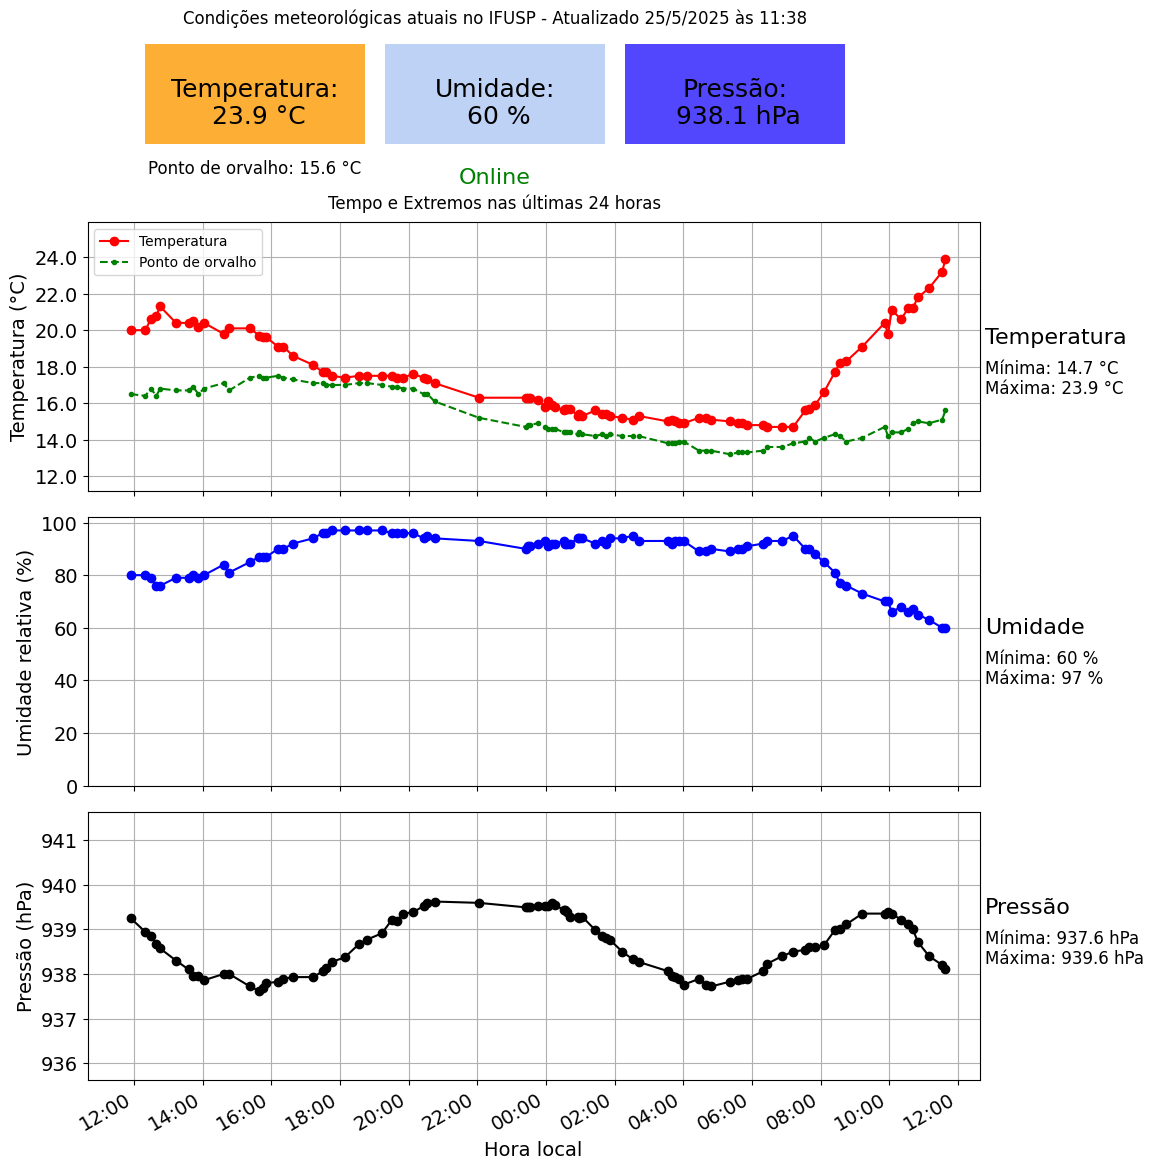 Condições meteorológicas atuais no IFUSP - Atualizado 25/5/2025 às 11:38
Temperatura:
23.9 °C
Umidade:
60 %
Pressão:
938.1 hPa
Ponto de orvalho: 15.6 °C
Online
Tempo e Extremos nas últimas 24 horas
Temperatura
Ponto de orvalho
Temperatura (°C)
24.0
22.0
20.0
18.0
16.0
14.0
12.0
Temperatura
Mínima: 14.7 °C
Máxima: 23.9 °C
Umidade relativa (%)
100
80
60
40
20
0
Umidade
Mínima: 60 %
Máxima: 97 %
Pressão (hPa)
941
940
939
938
937
936
Pressão
Mínima: 937.6 hPa
Máxima: 939.6 hPa
12:00
14:00
16:00
18:00
20:00
22:00
00:00
02:00
04:00
06:00
08:00
10:00
12:00
Hora local